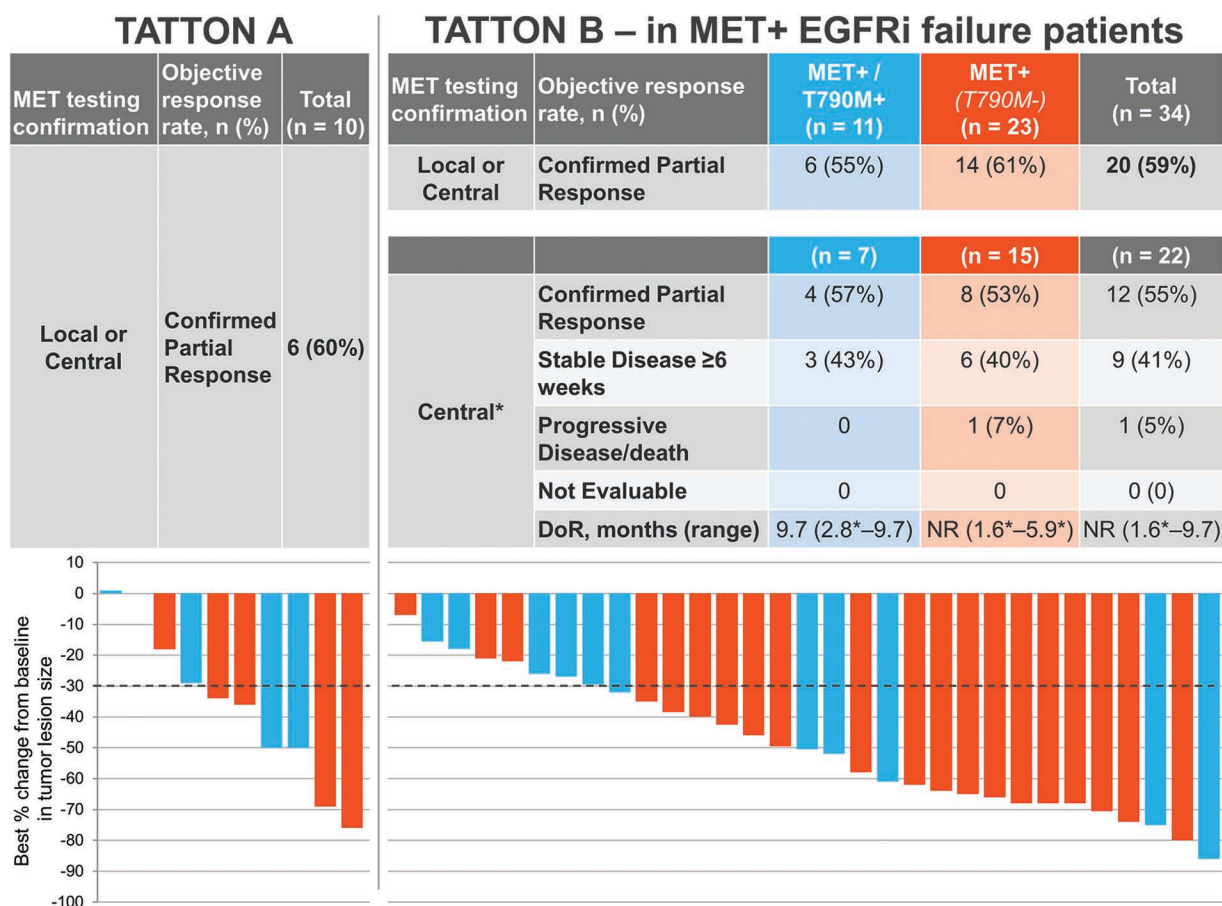 TATTON A
MET testing
confirmation
Objective
response
rate, n (%)
Total
(n = 10)
Local or
Central
Confirmed
Partial
Response
6 (60%)
TATTON B – in MET+ EGFRi failure patients
MET testing
confirmation
Objective response
rate, n (%)
MET+ /
T790M+
(n = 11)
MET+
(T790M-)
(n = 23)
Total
(n = 34)
Local or
Central
Confirmed Partial
Response
6 (55%)
14 (61%)
20 (59%)
(n = 7)
(n = 15)
(n = 22)
Central*
Confirmed Partial
Response
4 (57%)
8 (53%)
12 (55%)
Stable Disease ≥6
weeks
3 (43%)
6 (40%)
9 (41%)
Progressive
Disease/death
0
1 (7%)
1 (5%)
Not Evaluable
0
0
0 (0)
DoR, months (range)
9.7 (2.8*–9.7)
NR (1.6*–5.9*)
NR (1.6*–9.7)
Best % change from baseline
in tumor lesion size
10
0
-10
-20
-30
-40
-50
-60
-70
-80
-90
-100